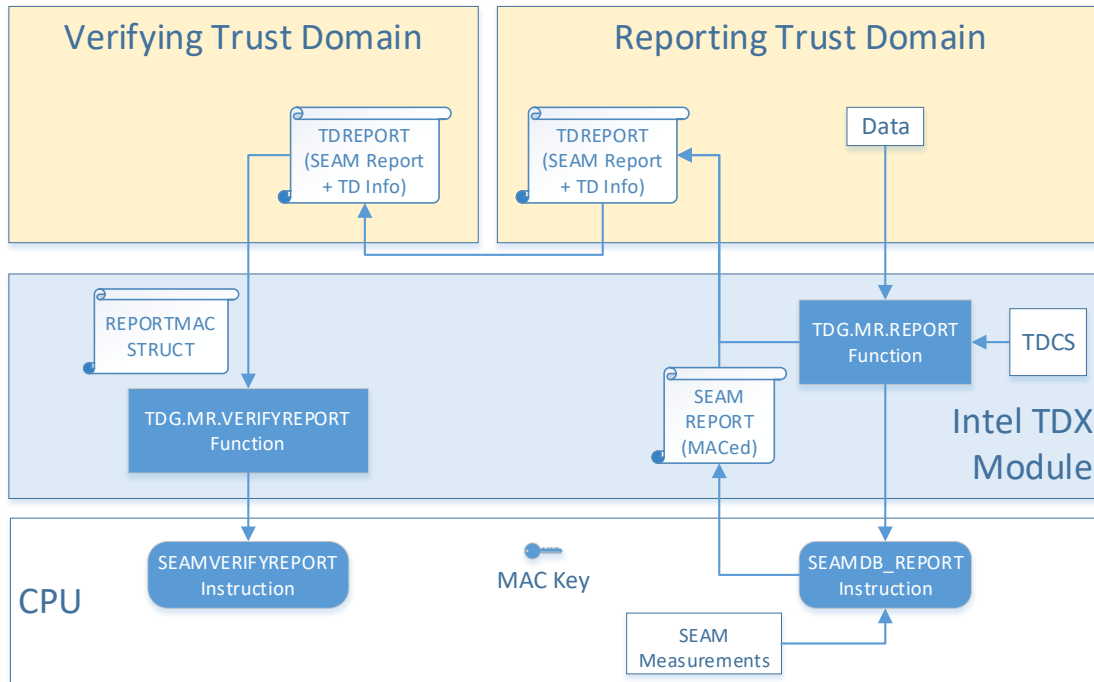 Verifying Trust Domain
Reporting Trust Domain
TDREPORT
(SEAM Report
+ TD Info)
TDREPORT
(SEAM Report
+ TD Info)
Data
REPORTMAC
STRUCT
TDG.MR.REPORT
Function
TDCS
TDG.MR.VERIFYREPORT
Function
SEAM
REPORT
(MACed)
Intel TDX
Module
SEAMVERIFYREPORT
Instruction
MAC Key
SEAMDB_REPORT
Instruction
CPU
SEAM
Measurements